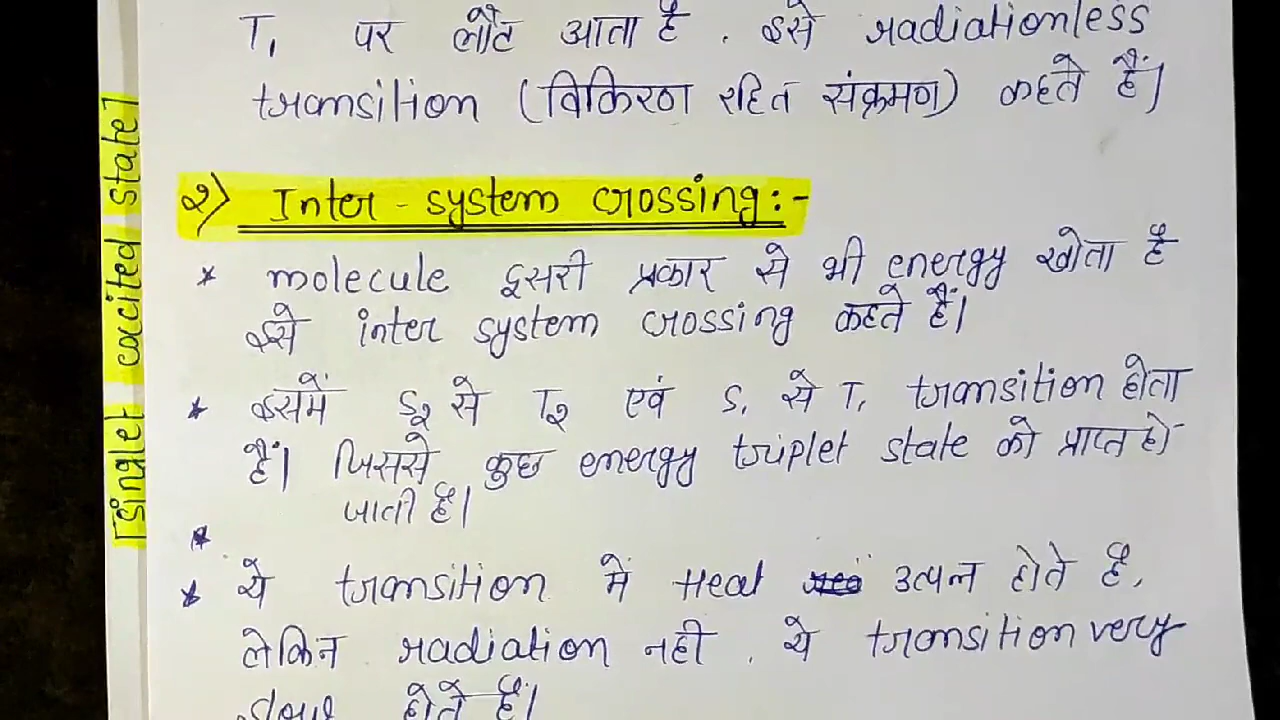 T₁ पर लौट आता है . इसे radiationless
transition (विकिरण रहित संक्रमण) कहते हैं।
[singlet excited state]
२) Inter - system crossing:-
* molecule दूसरी प्रकार से भी energy खोता है
इसे inter system crossing कहते हैं।
* इसमें S₂ से T₂ एवं S₁ से T₁ transition होता
हैं। जिससे कुछ energy triplet state को प्राप्त हो
जाती है।
*
* ये transition में Heat उत्पन्न होते है,
लेकिन radiation नही . ये transition very
slow होते है।